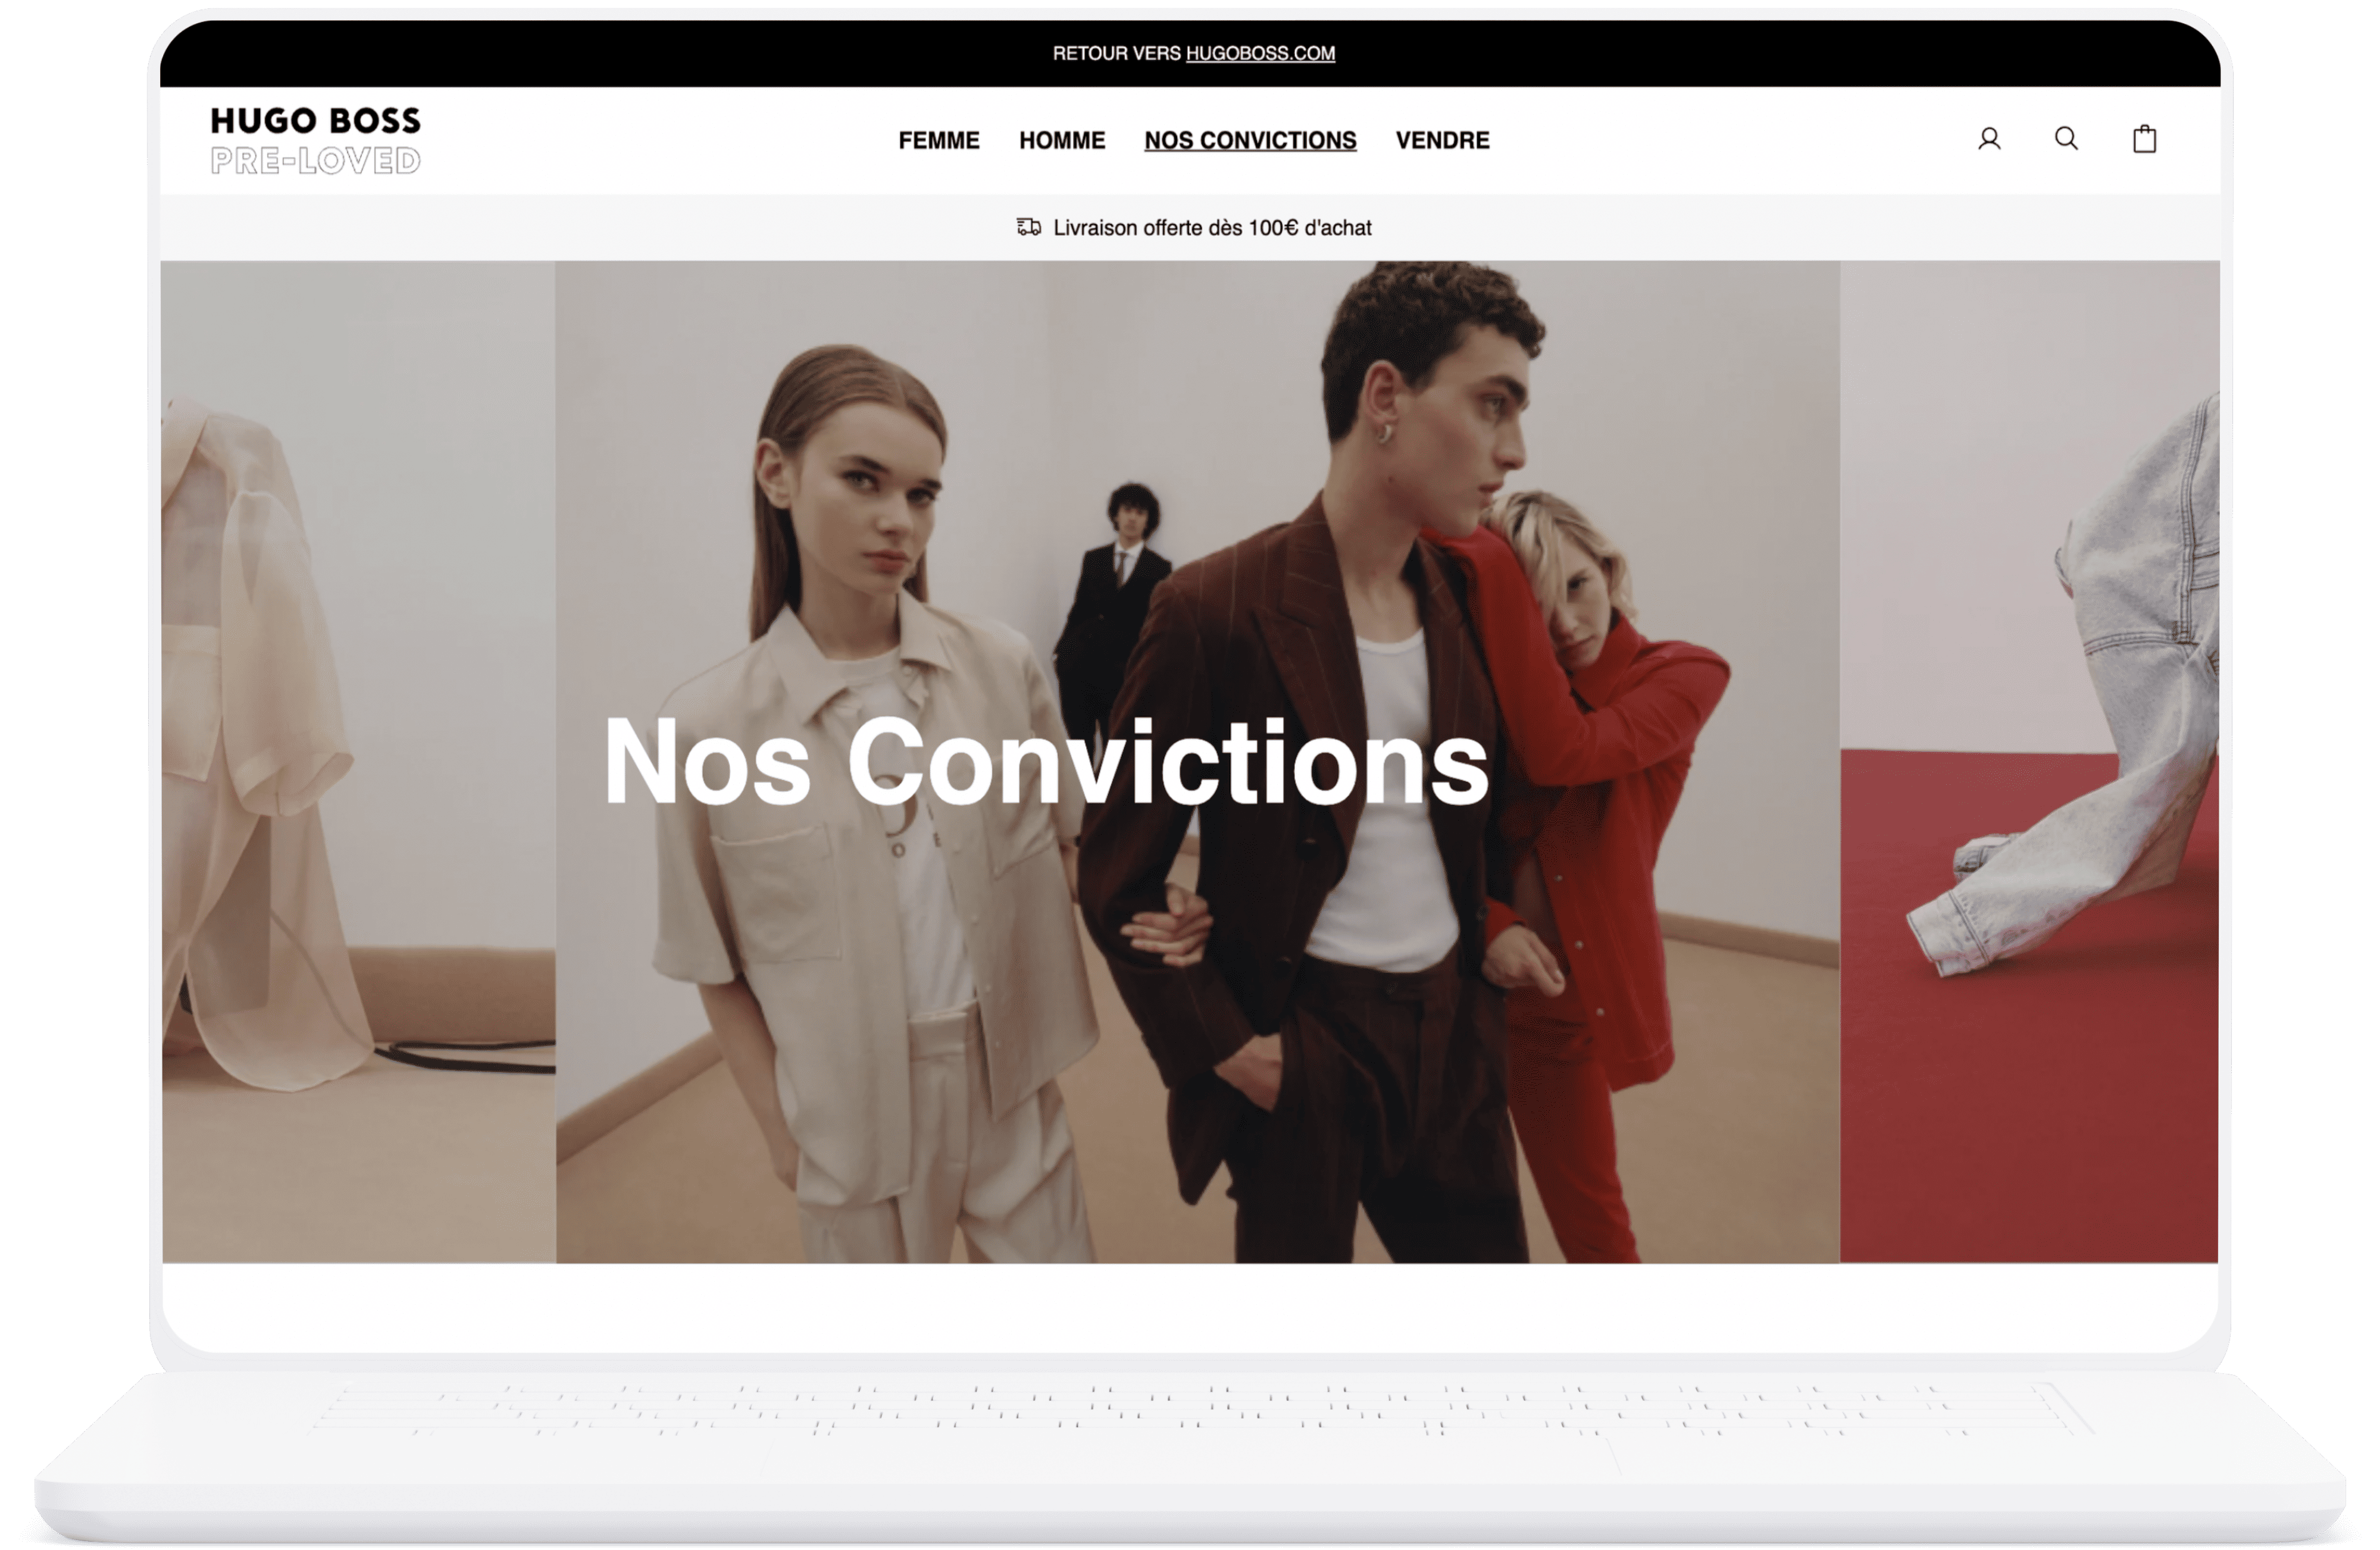 RETOUR VERS HUGOBOSS.COM
HUGO BOSS
PRE-LOVED
FEMME HOMME NOS CONVICTIONS VENDRE
Livraison offerte dès 100€ d'achat
Nos Convictions